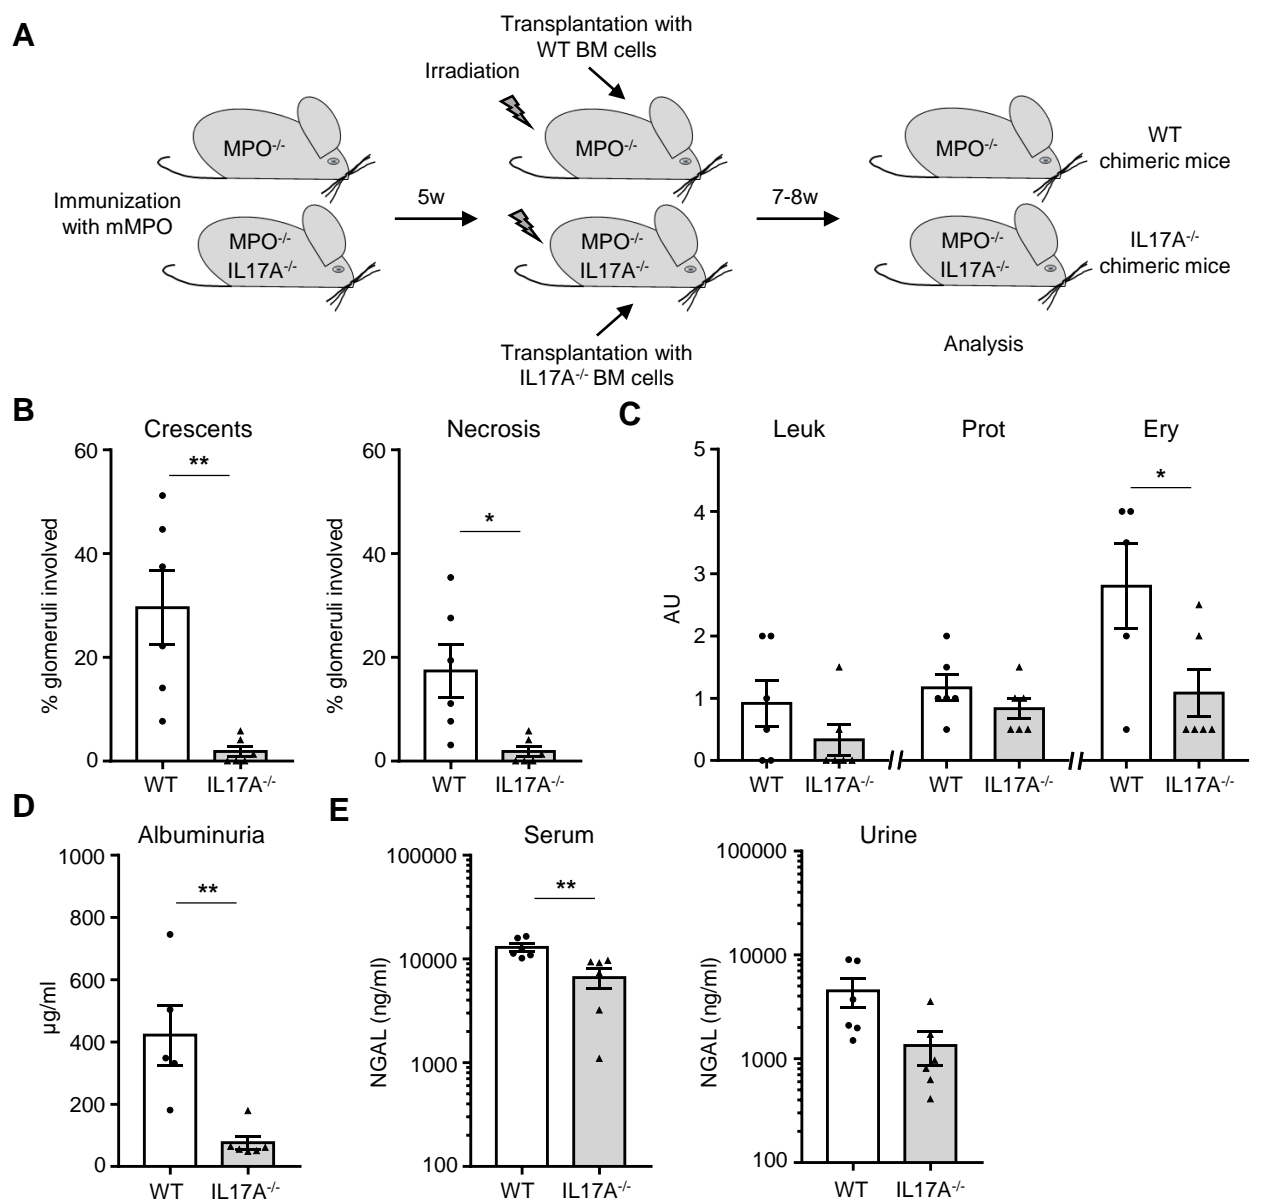 A
Transplantation with
WT BM cells
Irradiation
MPO-/-
MPO-/-
MPO-/-
WT
chimeric mice
Immunization
with mMPO
5w
7-8w
MPO-/-
IL17A-/-
MPO-/-
IL17A-/-
MPO-/-
IL17A-/-
IL17A-/-
chimeric mice
Transplantation with
IL17A-/- BM cells
Analysis
B
Crescents
% glomeruli involved
60
40
20
0
**
WT
IL17A-/-
Necrosis
% glomeruli involved
60
40
20
0
*
WT
IL17A-/-
C
Leuk
Prot
Ery
AU
5
4
3
2
1
0
*
WT
IL17A-/-
WT
IL17A-/-
WT
IL17A-/-
D
Albuminuria
µg/ml
1000
800
600
400
200
0
**
WT
IL17A-/-
E
Serum
NGAL (ng/ml)
100000
10000
1000
100
**
WT
IL17A-/-
Urine
NGAL (ng/ml)
100000
10000
1000
100
WT
IL17A-/-